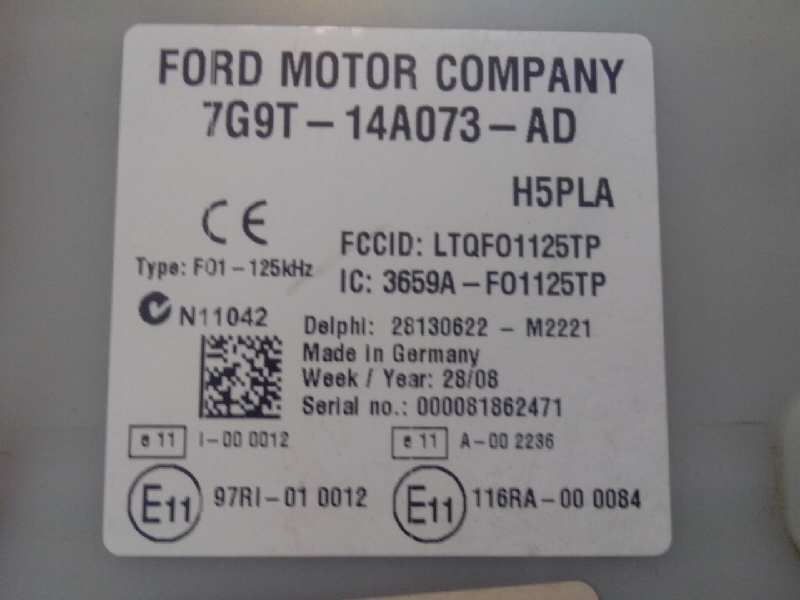 FORD MOTOR COMPANY
7G9T-14A073-AD
H5PLA
CE
FCCID: LTQFO1125TP
Type: FO1-125kHz
IC: 3659A-FO1125TP
N11042
Delphi: 28130622 - M2221
Made in Germany
Week / Year: 28/08
Serial no.: 000081862471
e 11 I-00 0012
e 11 A-00 2236
E11 97RI-01 0012
E11 116RA-00 0084